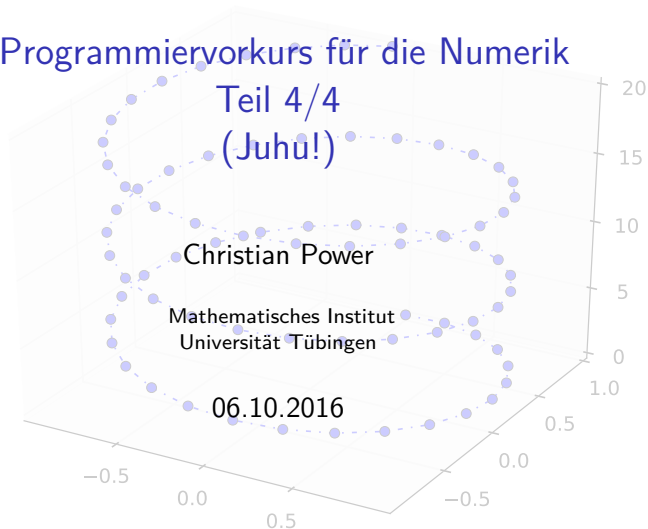 Programmiervorkurs für die Numerik
Teil 4/4
(Juhu!)
Christian Power
Mathematisches Institut
Universität Tübingen
06.10.2016
20
15
10
5
0
1.0
0.5
0.0
−0.5
−0.5
0.0
0.5